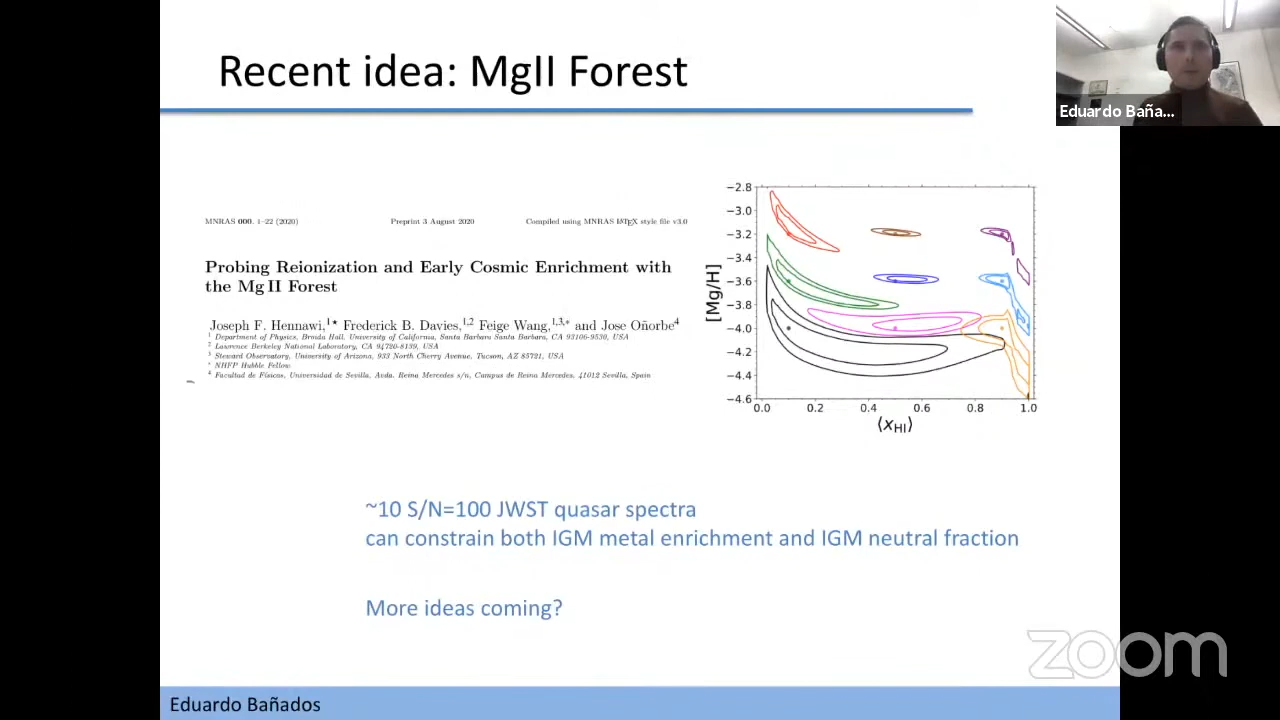 Recent idea: MgII Forest
Eduardo Baña...
MNRAS 000, 1–22 (2020) Preprint 3 August 2020 Compiled using MNRAS LATEX style file v3.0
Probing Reionization and Early Cosmic Enrichment with
the Mg II Forest
Joseph F. Hennawi,1⋆ Frederick B. Davies,1,2 Feige Wang,1,3,∗ and Jose Oñorbe4
1 Department of Physics, Broida Hall, University of California, Santa Barbara Santa Barbara, CA 93106-9530, USA
2 Lawrence Berkeley National Laboratory, CA 94720-8139, USA
3 Steward Observatory, University of Arizona, 933 North Cherry Avenue, Tucson, AZ 85721, USA
∗ NHFP Hubble Fellow
4 Facultad de Físicas, Universidad de Sevilla, Avda. Reina Mercedes s/n, Campus de Reina Mercedes. 41012 Sevilla, Spain
−2.8
−3.0
−3.2
−3.4
−3.6
−3.8
−4.0
−4.2
−4.4
−4.6
[Mg/H]
0.0 0.2 0.4 0.6 0.8 1.0
⟨xHI⟩
~10 S/N=100 JWST quasar spectra
can constrain both IGM metal enrichment and IGM neutral fraction
More ideas coming?
zoom
Eduardo Bañados